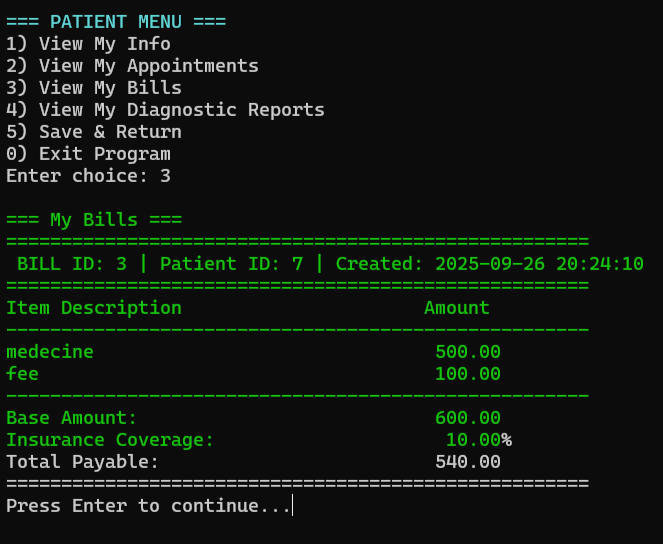 === PATIENT MENU ===
1) View My Info
2) View My Appointments
3) View My Bills
4) View My Diagnostic Reports
5) Save & Return
0) Exit Program
Enter choice: 3
=== My Bills ===
=====================================================
 BILL ID: 3 | Patient ID: 7 | Created: 2025-09-26 20:24:10
=====================================================
Item Description                      Amount
-----------------------------------------------------
medecine                               500.00
fee                                    100.00
-----------------------------------------------------
Base Amount:                           600.00
Insurance Coverage:                     10.00%
Total Payable:                         540.00
=====================================================
Press Enter to continue...